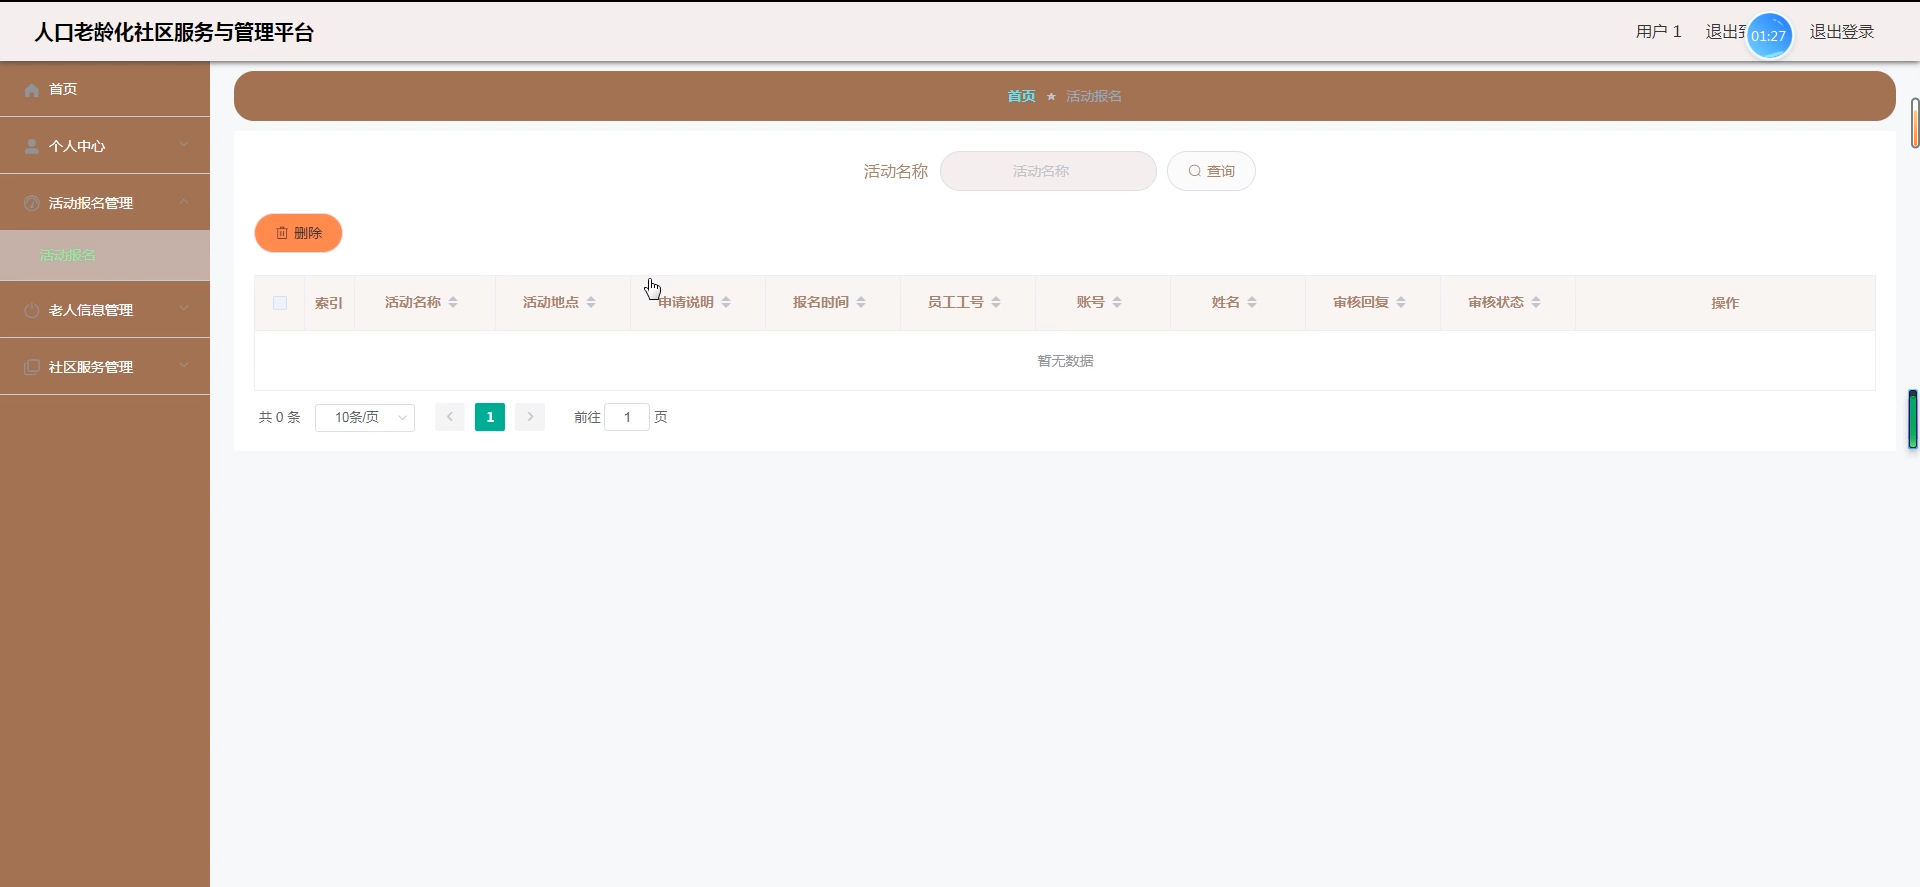 人口老龄化社区服务与管理平台
用户 1 退出到 01:27 退出登录
首页
个人中心
活动报名管理
活动报名
老人信息管理
社区服务管理
首页 活动报名
活动名称 活动名称 查询
删除
索引 活动名称 活动地点 申请说明 报名时间 员工工号 账号 姓名 审核回复 审核状态 操作
暂无数据
共 0 条 10条/页 1 前往 1 页